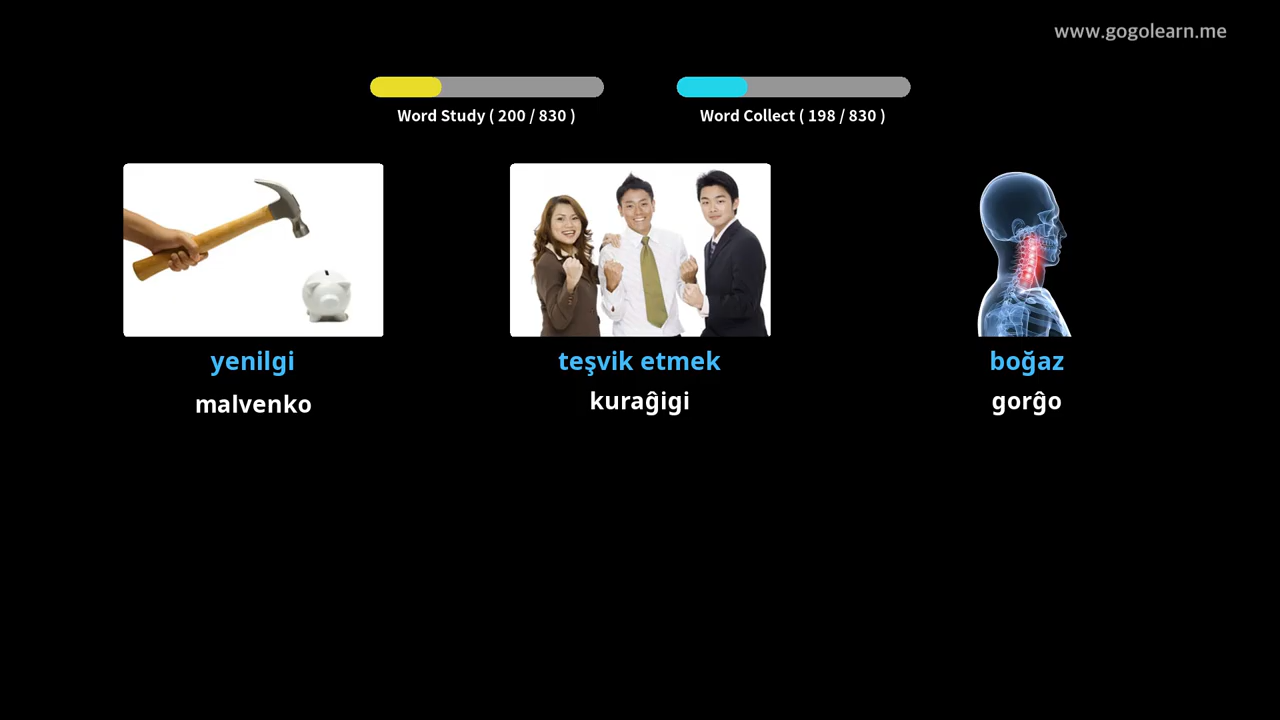 www.gogolearn.me
Word Study ( 200 / 830 )
Word Collect ( 198 / 830 )
yenilgi
malvenko
teşvik etmek
kuraĝigi
boğaz
gorĝo